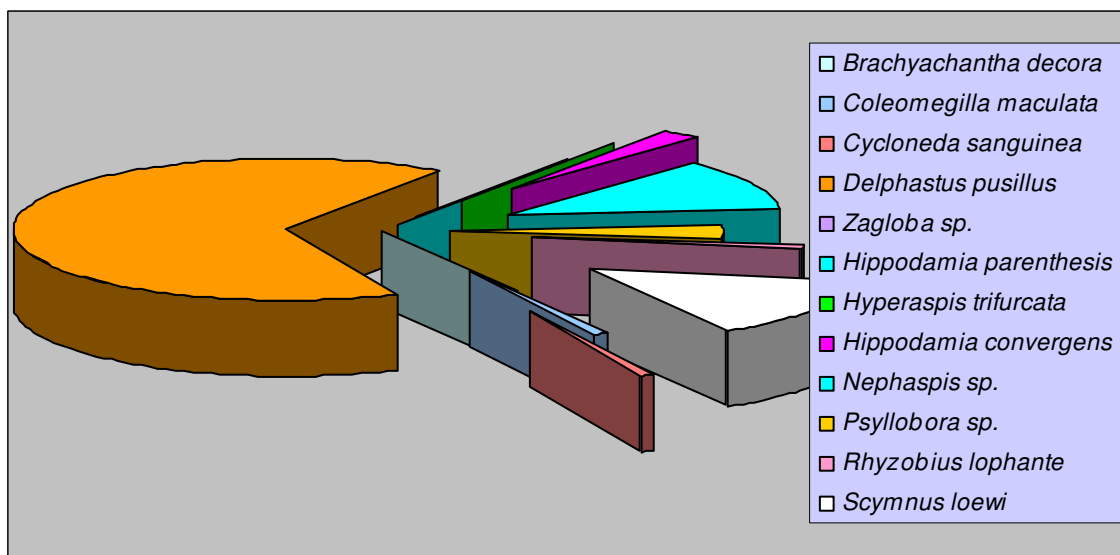 Brachyachantha decora
Coleomegilla maculata
Cycloneda sanguinea
Delphastus pusillus
Zagloba sp.
Hippodamia parenthesis
Hyperaspis trifurcata
Hippodamia convergens
Nephaspis sp.
Psyllobora sp.
Rhyzobius lophante
Scymnus loewi